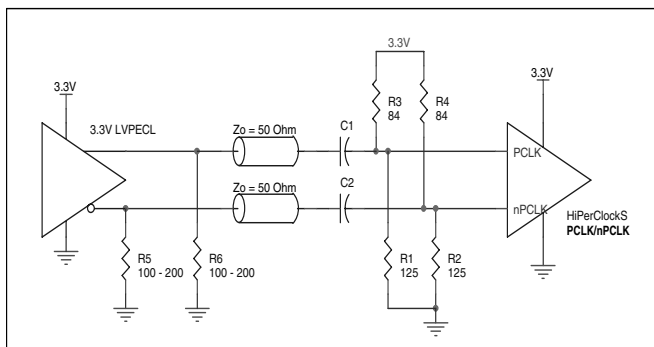 3.3V
3.3V
3.3V
R3
84
R4
84
3.3V LVPECL
Zo = 50 Ohm
C1
PCLK
Zo = 50 Ohm
C2
nPCLK
HiPerClockS
PCLK/nPCLK
R5
100 - 200
R6
100 - 200
R1
125
R2
125